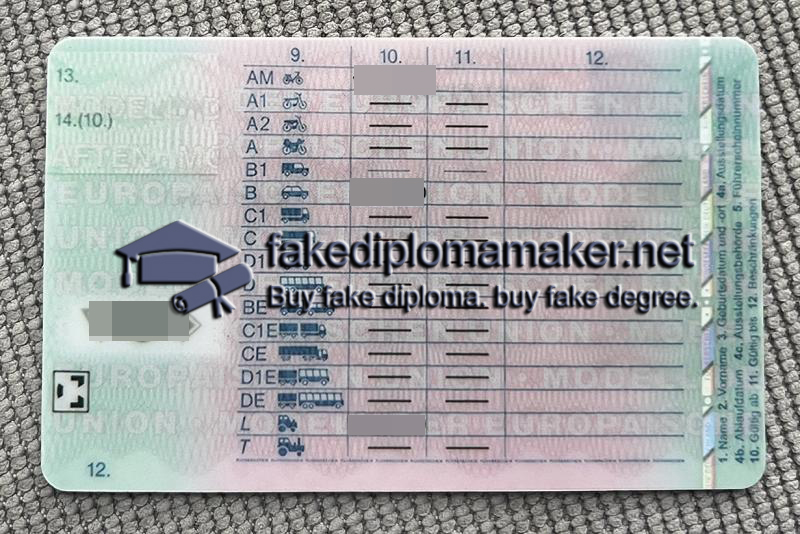 9. 10. 11. 12.
13.
14.(10.)
AM
A1
A2
A
B1
B
C1
C
D1
D
BE
C1E
CE
D1E
DE
L
T
12.
fakediplomamaker.net
Buy fake diploma. buy fake degree.
1. Name 2. Vorname 3. Geburtsdatum und -ort 4a. Ausstellungsdatum
4b. Ablaufdatum 4c. Ausstellungsbehörde 5. Führerscheinnummer
10. Gültig ab 11. Gültig bis 12. Beschränkungen